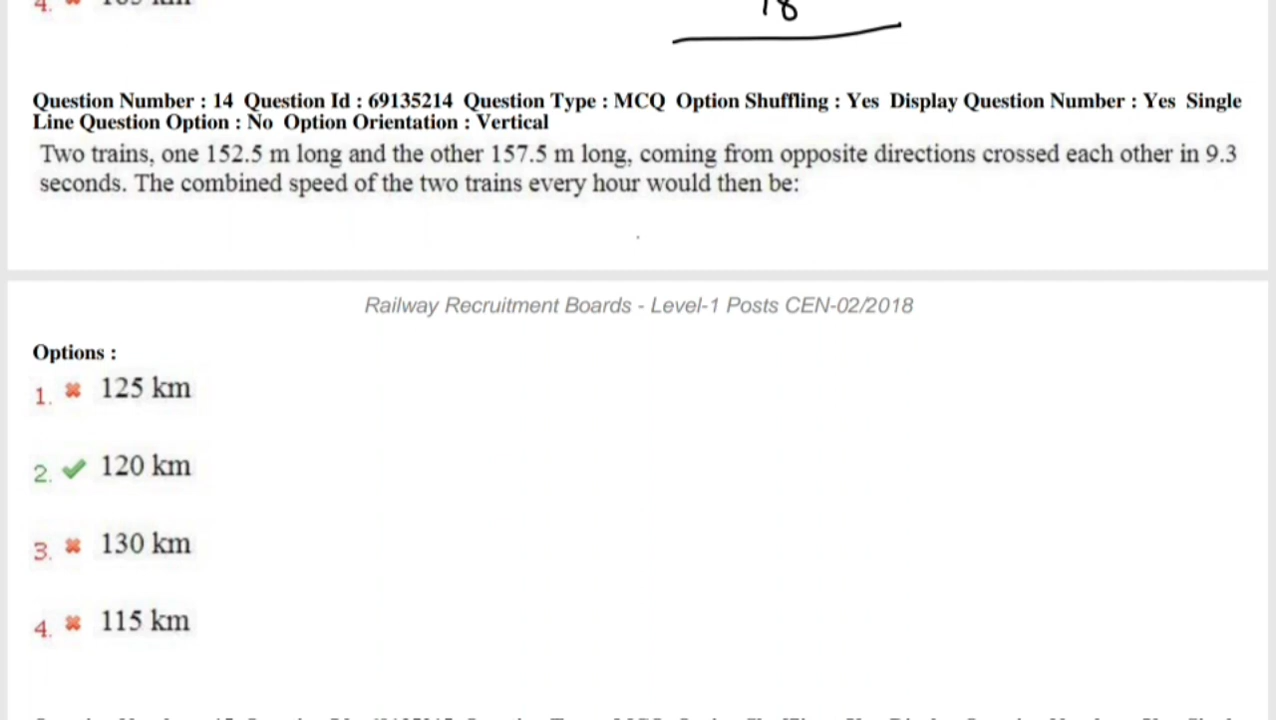 4. 165 km
18
Question Number : 14 Question Id : 69135214 Question Type : MCQ Option Shuffling : Yes Display Question Number : Yes Single
Line Question Option : No Option Orientation : Vertical
Two trains, one 152.5 m long and the other 157.5 m long, coming from opposite directions crossed each other in 9.3
seconds. The combined speed of the two trains every hour would then be:
Railway Recruitment Boards - Level-1 Posts CEN-02/2018
Options :
1. 125 km
2. 120 km
3. 130 km
4. 115 km